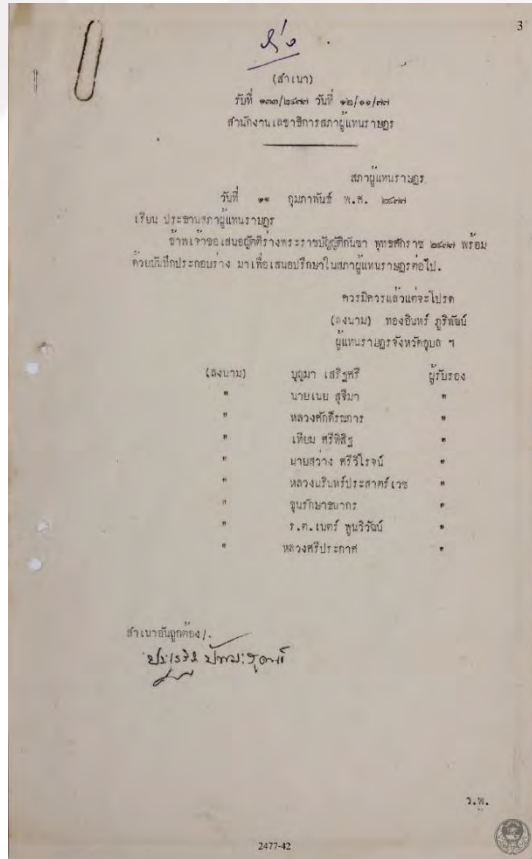 3
ร่าง
(สำเนา)
รับที่ ๑๓๓/๒๔๗๗ วันที่ ๑๒/๑๑/๗๗
สำนักงานเลขาธิการสภาผู้แทนราษฎร
สภาผู้แทนราษฎร
วันที่ ๑๑ กุมภาพันธ์ พ.ศ. ๒๔๗๗
เรียน ประธานสภาผู้แทนราษฎร
ข้าพเจ้าขอเสนอญัตติร่างพระราชบัญญัติกันชา พุทธศักราช ๒๔๗๗ พร้อม
ด้วยบันทึกประกอบร่าง มาเพื่อเสนอปรึกษาในสภาผู้แทนราษฎรต่อไป.
ควรมิควรแล้วแต่จะโปรด
(ลงนาม) ทองอินทร์ ภูริพัฒน์
ผู้แทนราษฎรจังหวัดอุบล ฯ
(ลงนาม) บุญมา เสริฐศรี ผู้รับรอง
" นายเนย สุจิมา "
" หลวงศักดิ์รณการ "
" เทียม ศรีพิสิฐ "
" นายสว่าง ศรีวิโรจน์ "
" หลวงนรินทร์ประสาตร์เวช "
" ขุนรักษาธนากร "
" ร.ต.เนตร์ พูนวิวัฒน์ "
" หลวงศรีประกาศ "
สำเนาอันถูกต้อง.
ว.พ.
2477-42